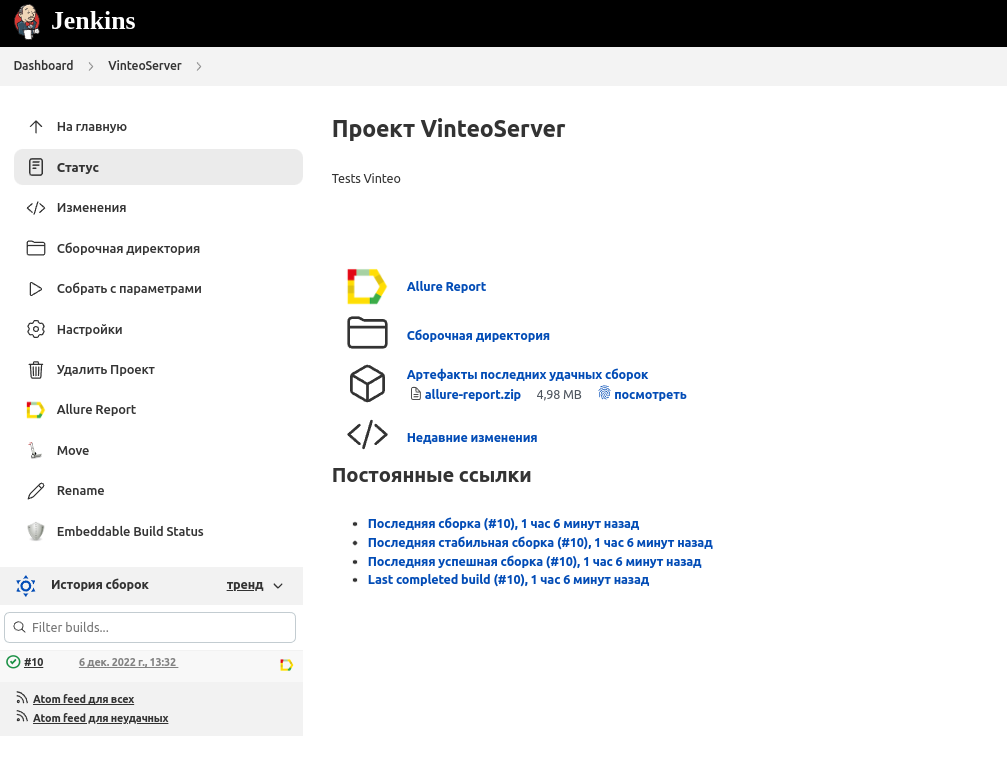 Jenkins
Dashboard
VinteoServer
На главную
Статус
Изменения
Сборочная директория
Собрать с параметрами
Настройки
Удалить Проект
Allure Report
Move
Rename
Embeddable Build Status
История сборок тренд
Filter builds...
#10 6 дек. 2022 г., 13:32
Atom feed для всех
Atom feed для неудачных
Проект VinteoServer
Tests Vinteo
Allure Report
Сборочная директория
Артефакты последних удачных сборок
allure-report.zip 4,98 MB посмотреть
Недавние изменения
Постоянные ссылки
Последняя сборка (#10), 1 час 6 минут назад
Последняя стабильная сборка (#10), 1 час 6 минут назад
Последняя успешная сборка (#10), 1 час 6 минут назад
Last completed build (#10), 1 час 6 минут назад